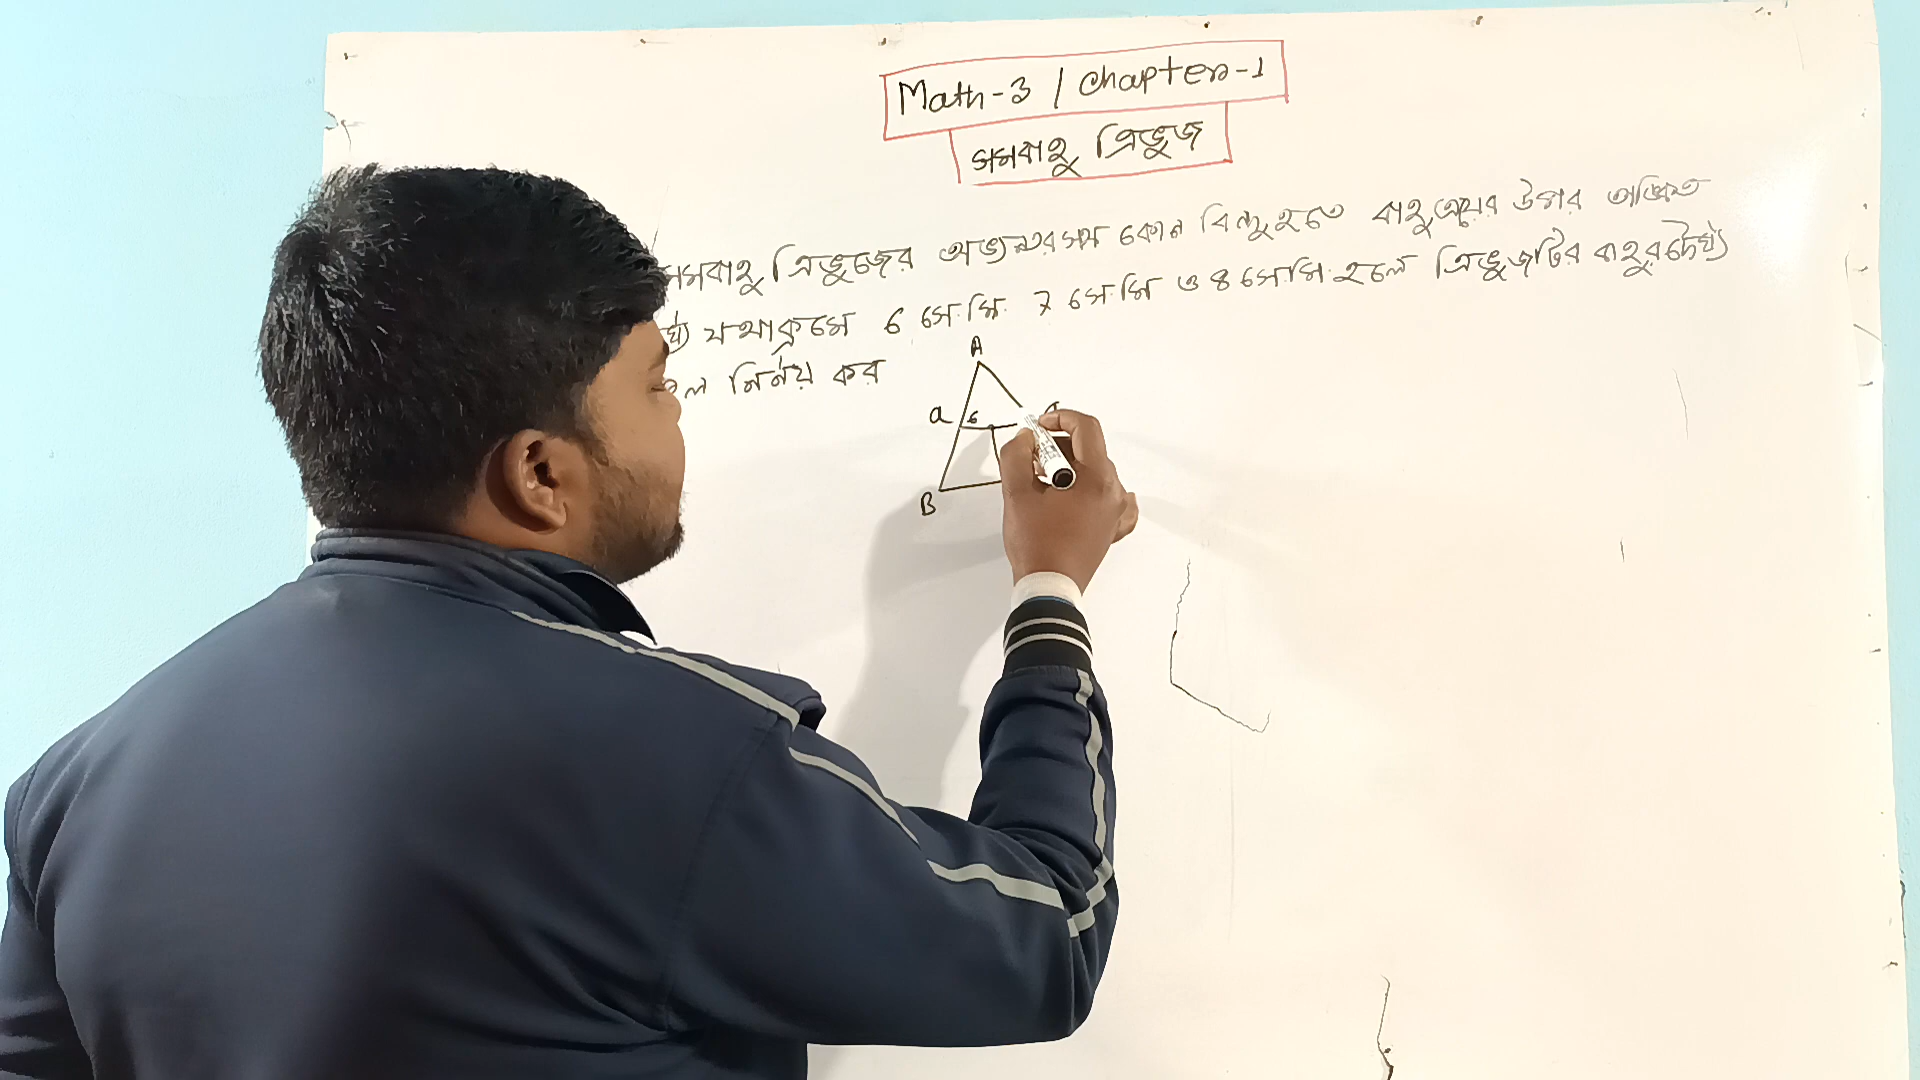 Math-3 / Chapter-1
সমবাহু ত্রিভুজ
সমবাহু ত্রিভুজের অভ্যন্তরস্থ কোন বিন্দু হতে বাহুত্রয়ের উপর অঙ্কিত
যথাক্রমে 6 সে.মি. 7 সে.মি ও 8 সে.মি. হলে ত্রিভুজটির বাহুর দৈর্ঘ্য
নির্ণয় কর
A
a 6
B